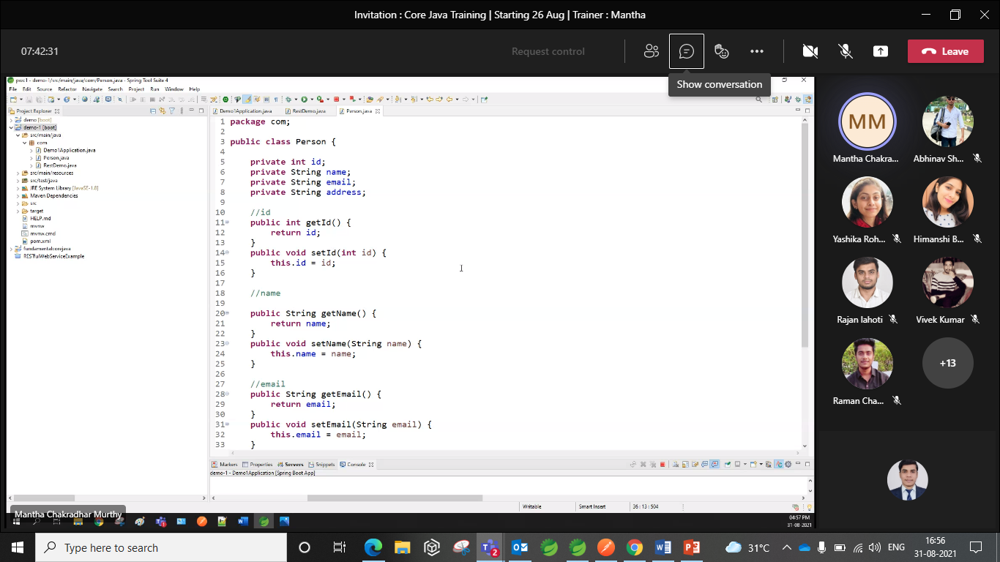 Invitation : Core Java Training | Starting 26 Aug | Trainer : Mantha
07:42:31
Request control
Leave
Show conversation
pwc1 - demo-1/src/main/java/com/Person.java - Spring Tool Suite 4
File Edit Source Refactor Navigate Search Project Run Window Help
Project Explorer
demo [boot]
demo-1 [boot]
src/main/java
com
Demo1Application.java
Person.java
RestDemo.java
src/main/resources
src/test/java
JRE System Library [JavaSE-1.8]
Maven Dependencies
src
target
HELP.md
mvnw
mvnw.cmd
pom.xml
fundamentalcorejava
RESTfulWebServiceExample
Demo1Application.java RestDemo.java Person.java
1 package com;
2
3 public class Person {
4
5 private int id;
6 private String name;
7 private String email;
8 private String address;
9
10 //id
11 public int getId() {
12 return id;
13 }
14 public void setId(int id) {
15 this.id = id;
16 }
17
18 //name
19
20 public String getName() {
21 return name;
22 }
23 public void setName(String name) {
24 this.name = name;
25 }
26
27 //email
28 public String getEmail() {
29 return email;
30 }
31 public void setEmail(String email) {
32 this.email = email;
33 }
Markers Properties Servers Snippets Console
demo-1 - Demo1Application [Spring Boot App]
Writable Smart Insert 36 : 13 : 504
Mantha Chakradhar Murthy
04:57 PM
31-08-2021
MM
Mantha Chakra... Abhinav Sh...
Yashika Roh... Himanshi B...
Rajan lahoti Vivek Kumar
+13
Raman Cha...
Type here to search
2
31°C
ENG
16:56
31-08-2021